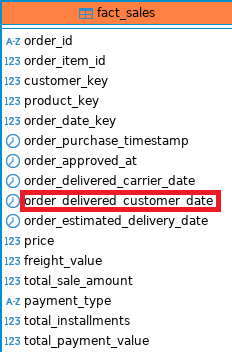 fact_sales
A-Z order_id
123 order_item_id
123 customer_key
123 product_key
123 order_date_key
order_purchase_timestamp
order_approved_at
order_delivered_carrier_date
order_delivered_customer_date
order_estimated_delivery_date
123 price
123 freight_value
123 total_sale_amount
A-Z payment_type
123 total_installments
123 total_payment_value